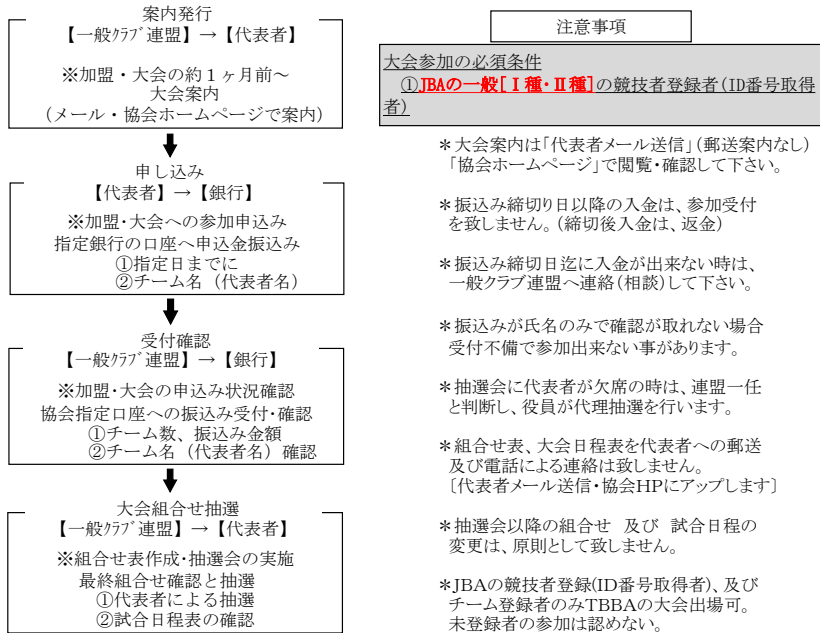 案内発行
【一般ｸﾗﾌﾞ連盟】→【代表者】
※加盟・大会の約１ヶ月前～
大会案内
(メール・協会ホームページで案内)
申し込み
【代表者】→【銀行】
※加盟・大会への参加申込み
指定銀行の口座へ申込金振込み
①指定日までに
②チーム名（代表者名）
受付確認
【一般ｸﾗﾌﾞ連盟】→【銀行】
※加盟・大会の申込み状況確認
協会指定口座への振込み受付・確認
①チーム数、振込み金額
②チーム名（代表者名）確認
大会組合せ抽選
【一般ｸﾗﾌﾞ連盟】→【代表者】
※組合せ表作成・抽選会の実施
最終組合せ確認と抽選
①代表者による抽選
②試合日程表の確認
注意事項
大会参加の必須条件
①JBAの一般[Ⅰ種・Ⅱ種]の競技者登録者(ID番号取得
者)
＊大会案内は「代表者メール送信」(郵送案内なし)
「協会ホームページ」で閲覧・確認して下さい。
＊振込み締切り日以降の入金は、参加受付
を致しません。(締切後入金は、返金)
＊振込み締切日迄に入金が出来ない時は、
一般クラブ連盟へ連絡(相談)して下さい。
＊振込みが氏名のみで確認が取れない場合
受付不備で参加出来ない事があります。
＊抽選会に代表者が欠席の時は、連盟一任
と判断し、役員が代理抽選を行います。
＊組合せ表、大会日程表を代表者への郵送
及び電話による連絡は致しません。
〔代表者メール送信・協会HPにアップします〕
＊抽選会以降の組合せ 及び 試合日程の
変更は、原則として致しません。
＊JBAの競技者登録(ID番号取得者)、及び
チーム登録者のみTBBAの大会出場可。
未登録者の参加は認めない。